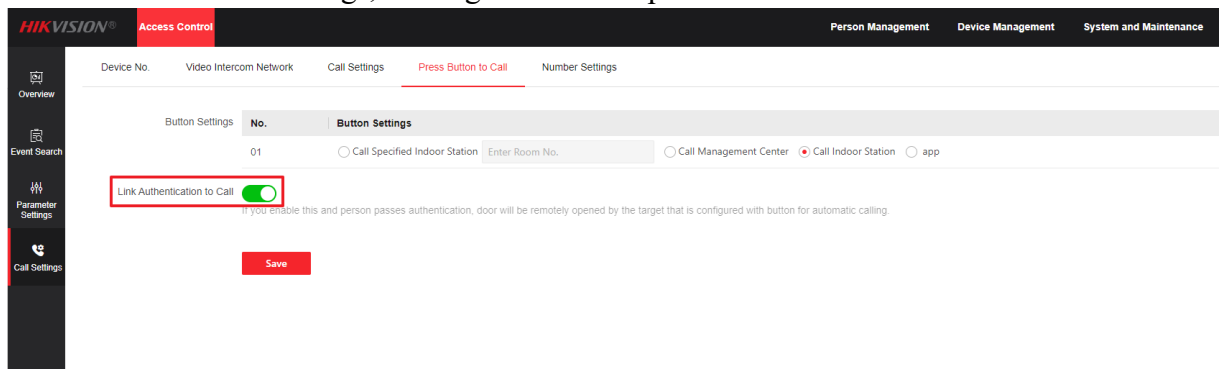 HIKVISION® Access Control Person Management Device Management System and Maintenance
Device No. Video Intercom Network Call Settings Press Button to Call Number Settings
Overview
Button Settings No. Button Settings
Event Search 01 Call Specified Indoor Station Enter Room No. Call Management Center Call Indoor Station app
Parameter
Settings
Link Authentication to Call
If you enable this and person passes authentication, door will be remotely opened by the target that is configured with button for automatic calling.
Call Settings
Save